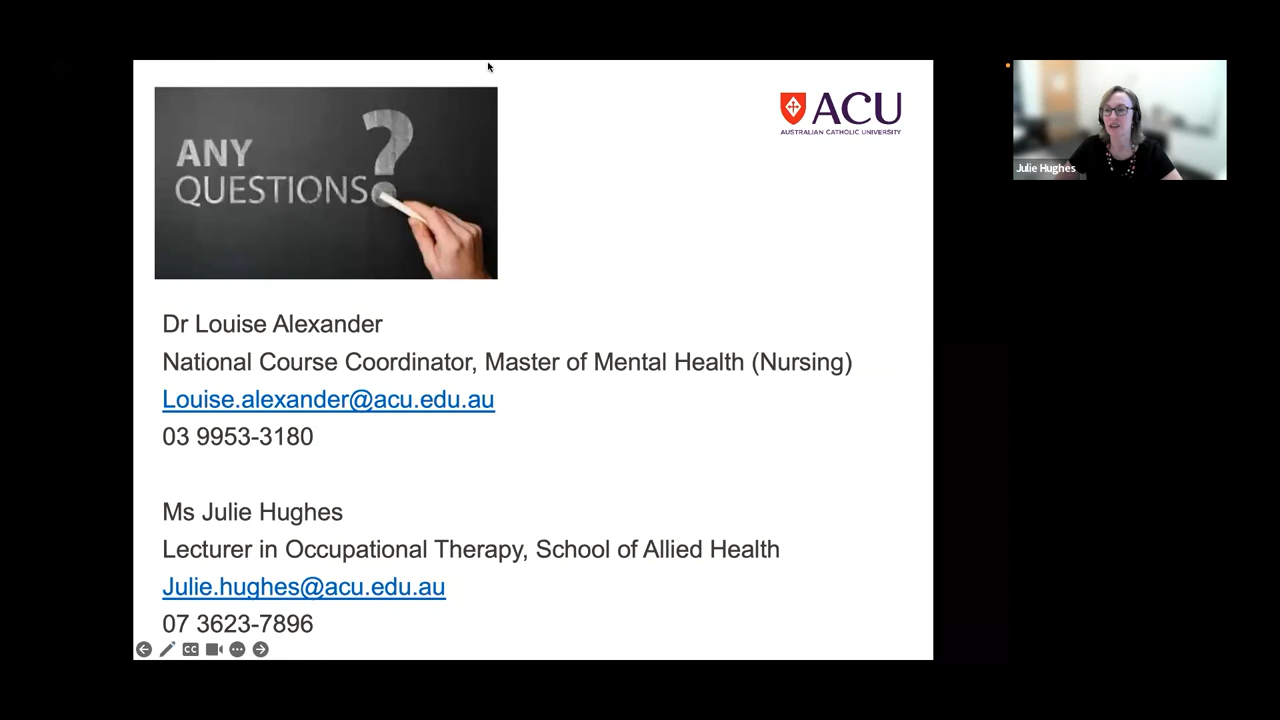 ANY
QUESTIONS?
ACU
AUSTRALIAN CATHOLIC UNIVERSITY
Julie Hughes
Dr Louise Alexander
National Course Coordinator, Master of Mental Health (Nursing)
Louise.alexander@acu.edu.au
03 9953-3180
Ms Julie Hughes
Lecturer in Occupational Therapy, School of Allied Health
Julie.hughes@acu.edu.au
07 3623-7896
CC